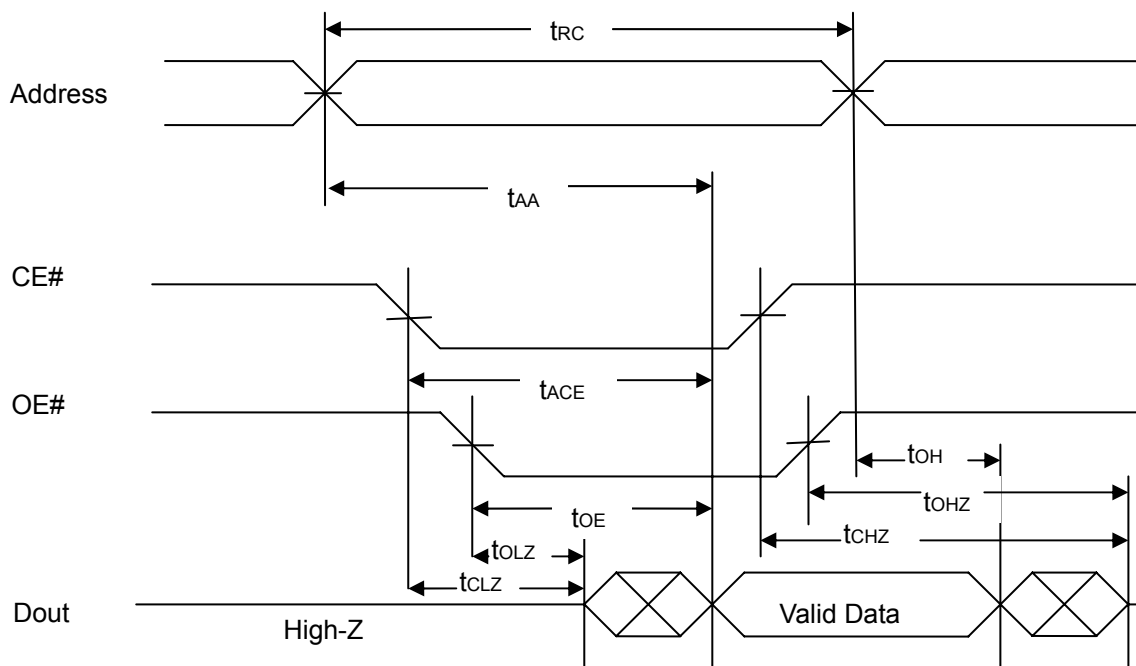 tRC
Address
tAA
CE#
tACE
OE#
tOH
tOHZ
tOE
tCHZ
tOLZ
tCLZ
Dout
High-Z
Valid Data